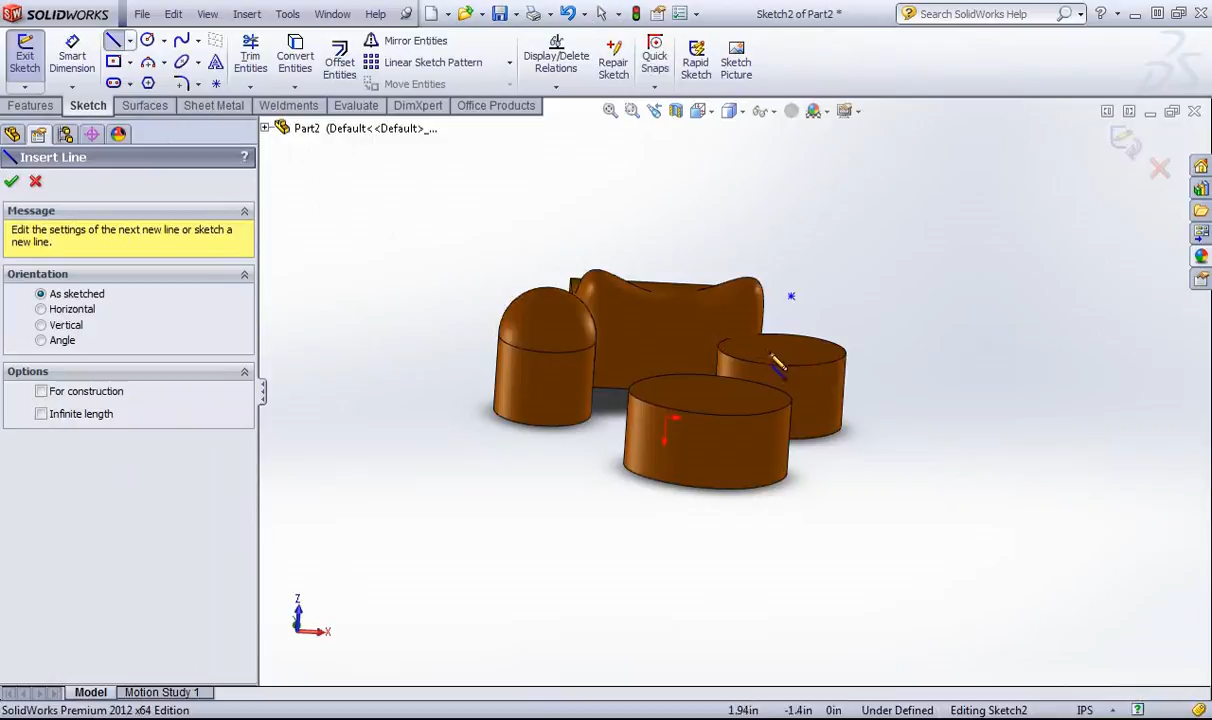 SOLIDWORKS File Edit View Insert Tools Window Help Sketch2 of Part2 * Search SolidWorks Help ?
Exit Sketch
Smart Dimension
Trim Entities
Convert Entities
Offset Entities
Mirror Entities
Linear Sketch Pattern
Move Entities
Display/Delete Relations
Repair Sketch
Quick Snaps
Rapid Sketch
Sketch Picture
Features Sketch Surfaces Sheet Metal Weldments Evaluate DimXpert Office Products
Part2 (Default<<Default>_...
Insert Line ?
Message
Edit the settings of the next new line or sketch a
new line.
Orientation
As sketched
Horizontal
Vertical
Angle
Options
For construction
Infinite length
Z
X
Model Motion Study 1
SolidWorks Premium 2012 x64 Edition 1.94in -1.4in 0in Under Defined Editing Sketch2 IPS ?